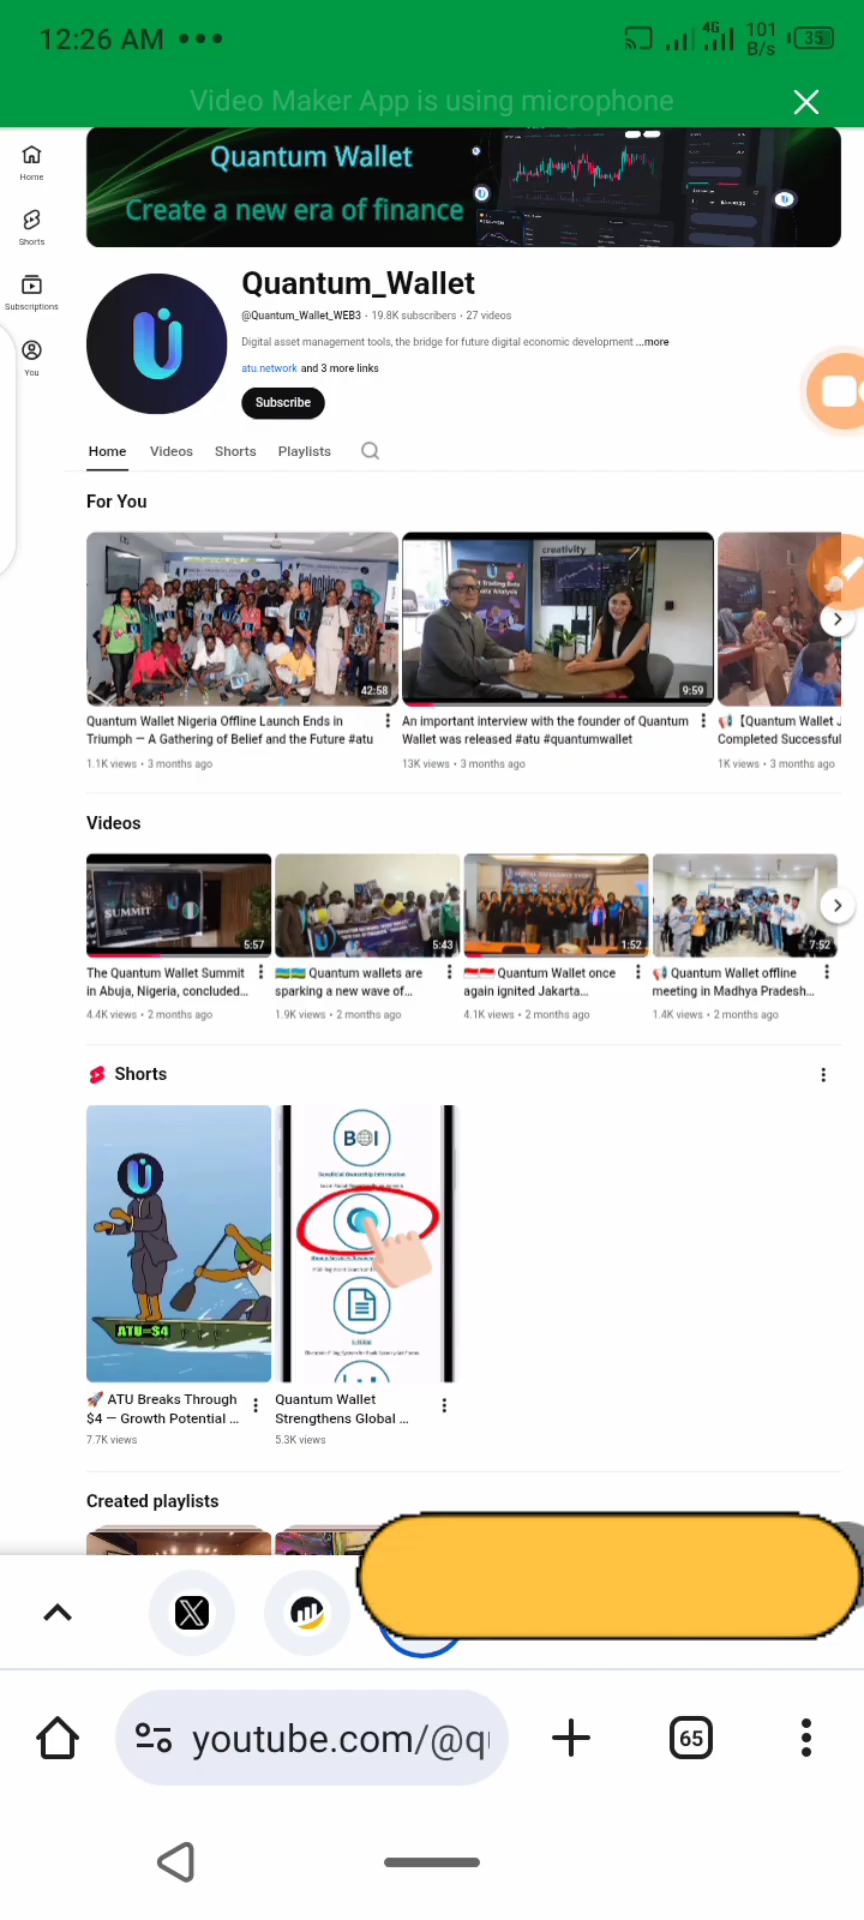 12:26 AM
4G
101
B/s
35
Video Maker App is using microphone
Home
Shorts
Subscriptions
You
Quantum Wallet
Create a new era of finance
Quantum_Wallet
@Quantum_Wallet_WEB3 • 19.8K subscribers • 27 videos
Digital asset management tools, the bridge for future digital economic development ...more
atu.network and 3 more links
Subscribe
Home Videos Shorts Playlists
For You
creativity
42:58
9:59
Quantum Wallet Nigeria Offline Launch Ends in
Triumph — A Gathering of Belief and the Future #atu
1.1K views • 3 months ago
An important interview with the founder of Quantum
Wallet was released #atu #quantumwallet
13K views • 3 months ago
📢【Quantum Wallet J
Completed Successful
1K views • 3 months ago
Videos
SUMMIT
5:57
5:43
1:52
7:52
The Quantum Wallet Summit
in Abuja, Nigeria, concluded...
4.4K views • 2 months ago
Quantum wallets are
sparking a new wave of...
1.9K views • 2 months ago
Quantum Wallet once
again ignited Jakarta...
4.1K views • 2 months ago
📢 Quantum Wallet offline
meeting in Madhya Pradesh...
1.4K views • 2 months ago
Shorts
ATU=$4
BOI
Beneficial Ownership Information
🚀 ATU Breaks Through
$4 — Growth Potential ...
7.7K views
Quantum Wallet
Strengthens Global ...
5.3K views
Created playlists
youtube.com/@q
65